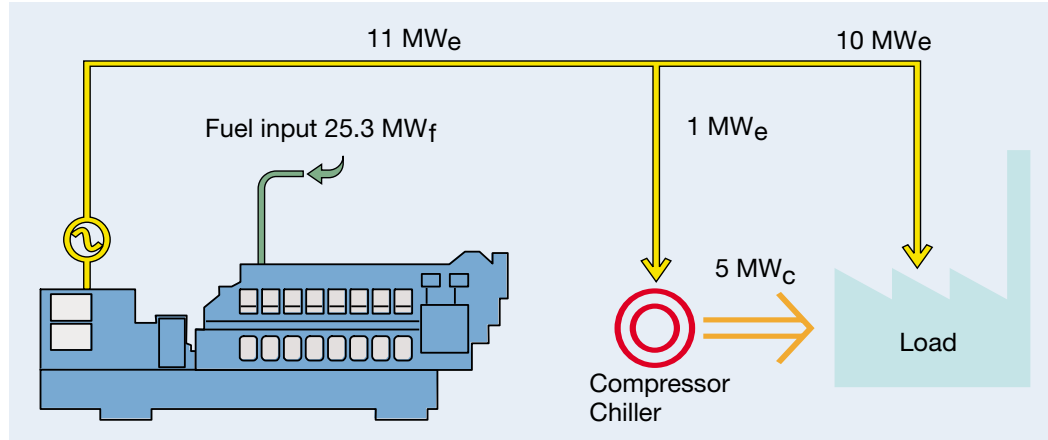 11 MWe
10 MWe
Fuel input 25.3 MWf
1 MWe
5 MWc
Load
Compressor
Chiller